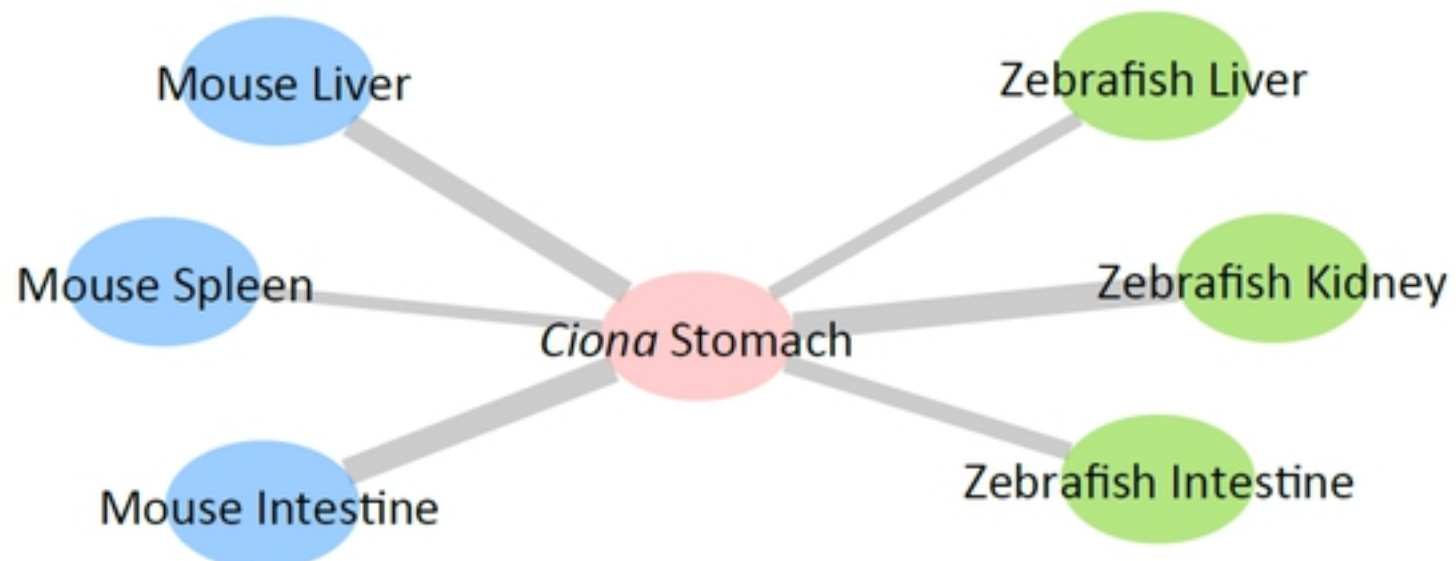 Mouse Liver
Zebrafish Liver
Mouse Spleen
Zebrafish Kidney
Ciona Stomach
Mouse Intestine
Zebrafish Intestine